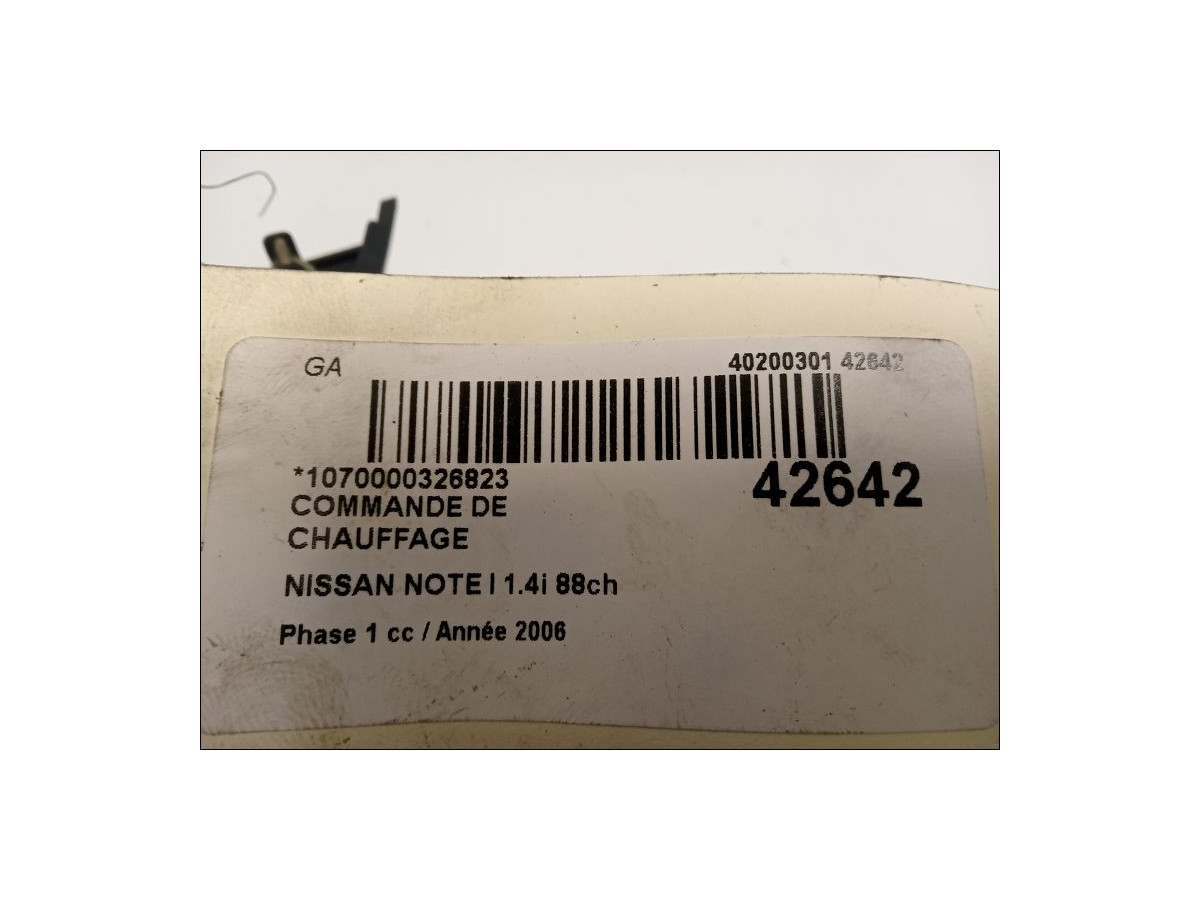 GA
40200301 42642
*1070000326823
42642
COMMANDE DE
CHAUFFAGE
NISSAN NOTE I 1.4i 88ch
Phase 1 cc / Année 2006